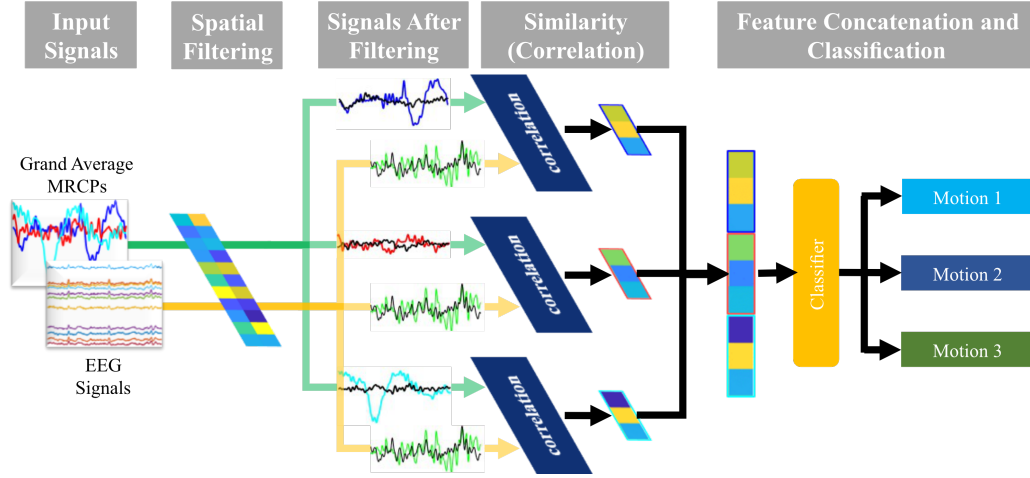 Input
Signals
Spatial
Filtering
Signals After
Filtering
Similarity
(Correlation)
Feature Concatenation and
Classification
Grand Average
MRCPs
EEG
Signals
correlation
correlation
correlation
Classifier
Motion 1
Motion 2
Motion 3